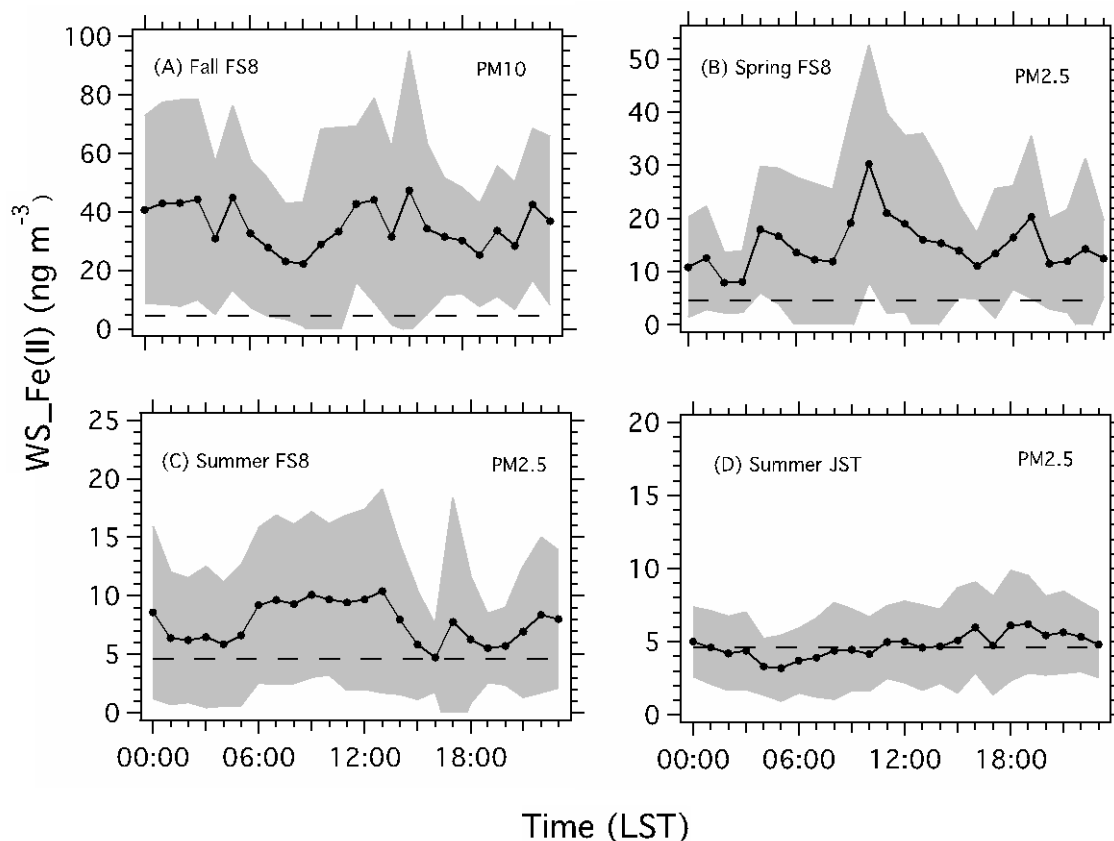 WS_Fe(II) (ng m⁻³)
(A) Fall FS8 PM10
100
80
60
40
20
0
(B) Spring FS8 PM2.5
50
40
30
20
10
0
(C) Summer FS8 PM2.5
25
20
15
10
5
0
00:00 06:00 12:00 18:00
(D) Summer JST PM2.5
20
15
10
5
0
00:00 06:00 12:00 18:00
Time (LST)